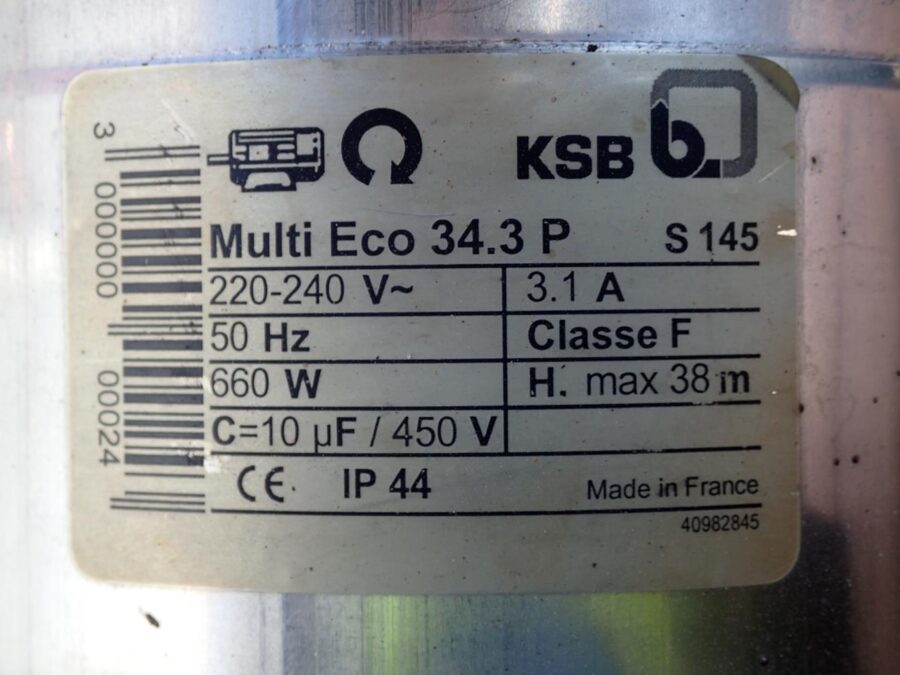 KSB b
Multi Eco 34.3 P S 145
220-240 V~ 3.1 A
50 Hz Classe F
660 W H. max 38 m
C=10 µF / 450 V
CE IP 44 Made in France
40982845
3 000000 00024